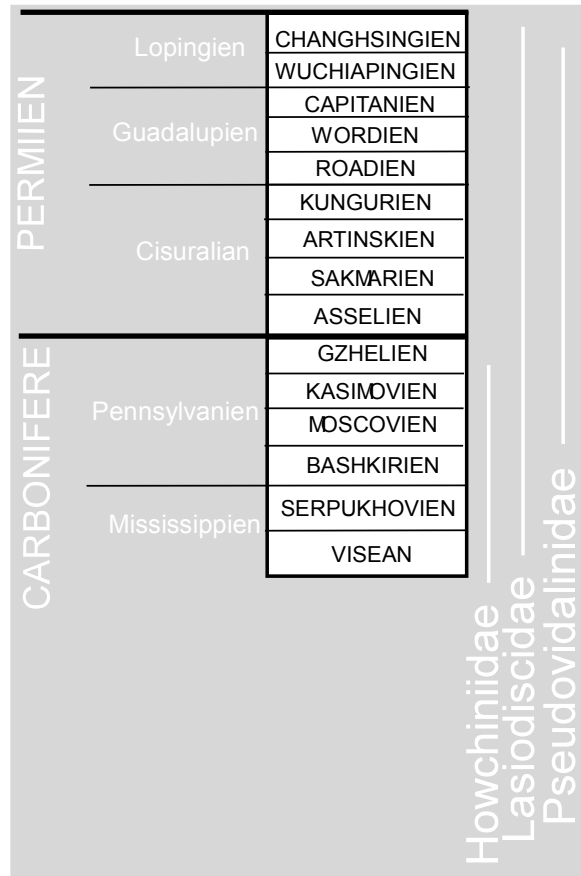 PERMIIEN
Lopingien
CHANGHSINGIEN
WUCHIAPINGIEN
Guadalupien
CAPITANIEN
WORDIEN
ROADIEN
Cisuralian
KUNGURIEN
ARTINSKIEN
SAKMARIEN
ASSELIEN
CARBONIFERE
Pennsylvanien
GZHELIEN
KASIMOVIEN
MOSCOVIEN
BASHKIRIEN
Mississippien
SERPUKHOVIEN
VISEAN
Howchiniidae
Lasiodiscidae
Pseudovidalinidae